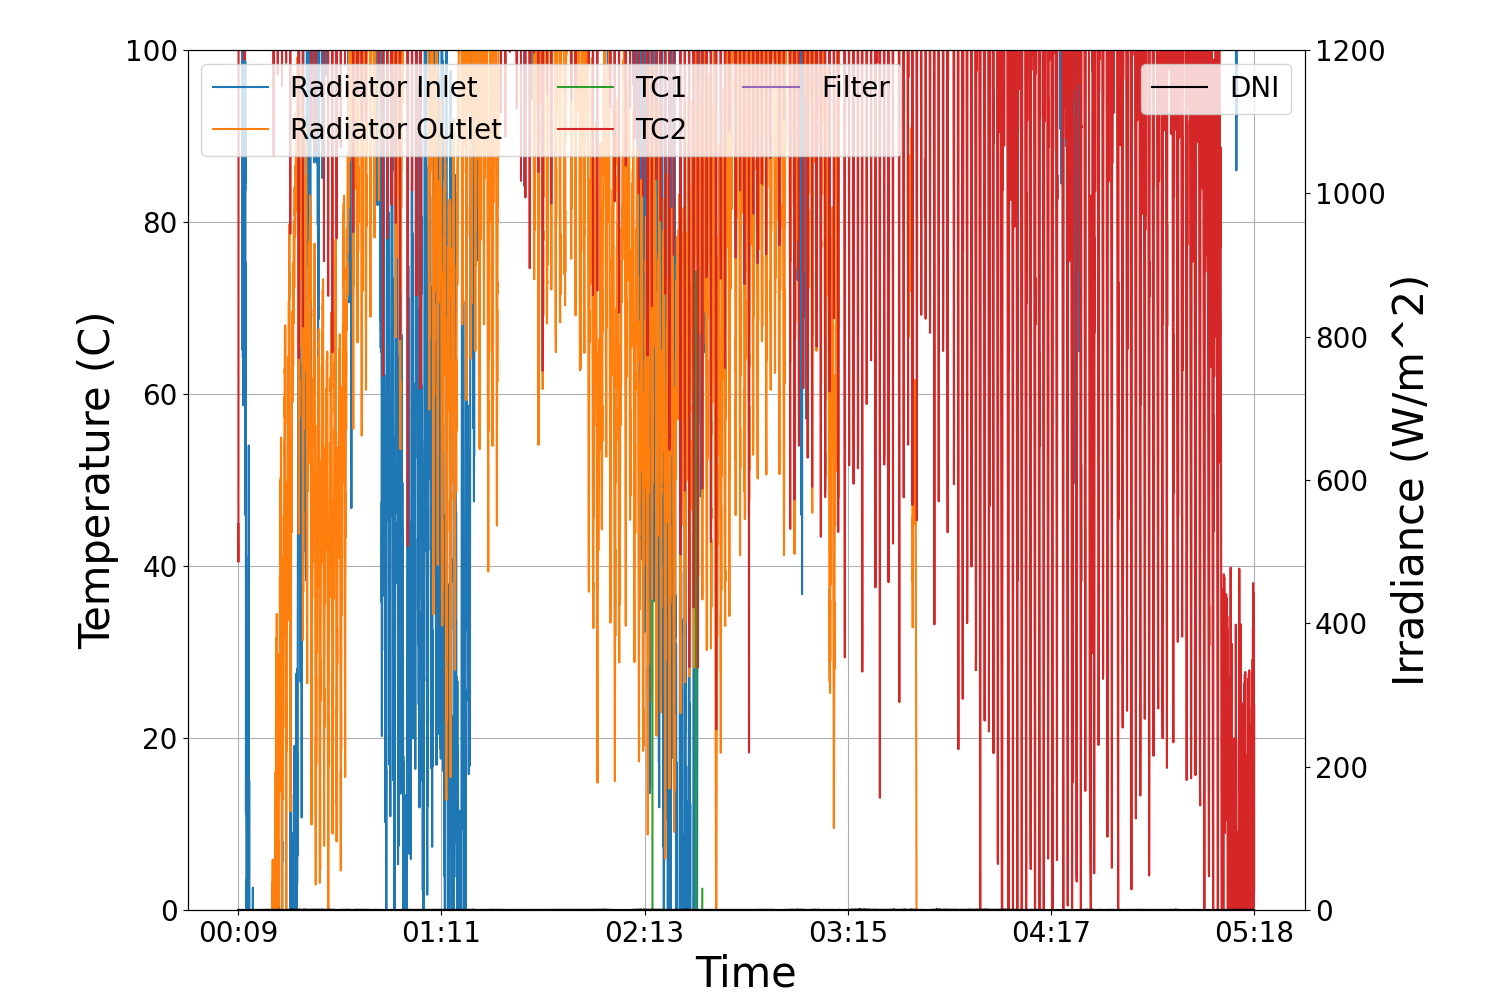 100
80
60
40
20
0
Temperature (C)
Radiator Inlet
Radiator Outlet
TC1
TC2
Filter
DNI
1200
1000
800
600
400
200
0
Irradiance (W/m^2)
00:09
01:11
02:13
03:15
04:17
05:18
Time